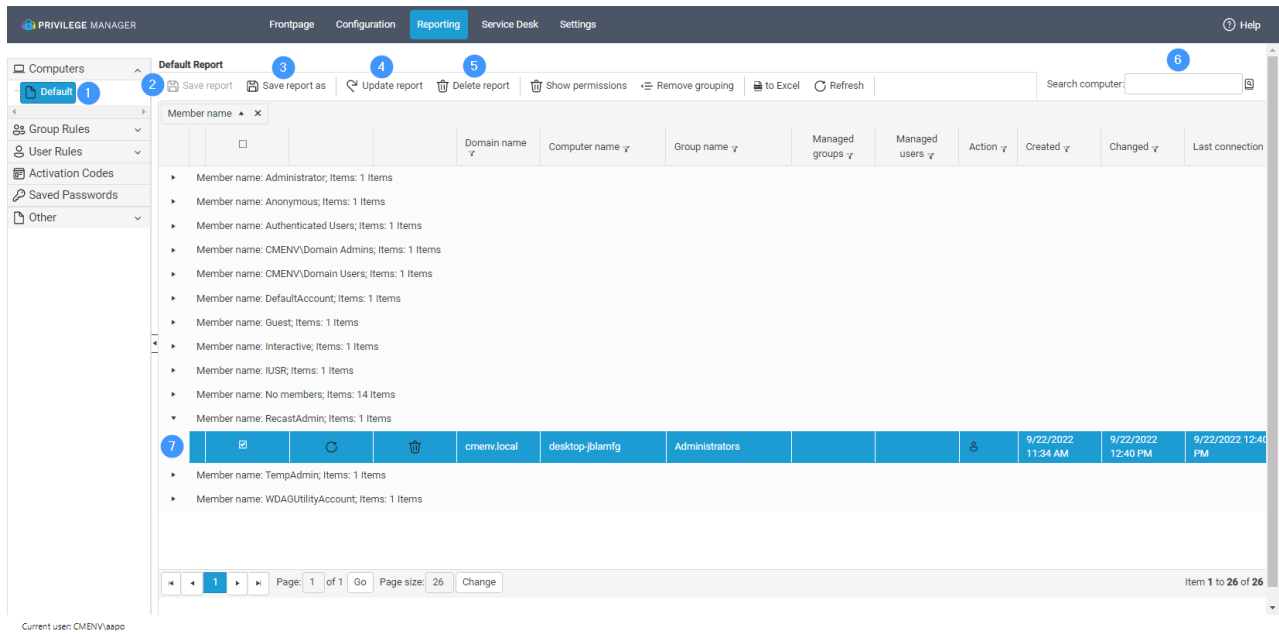 PRIVILEGE MANAGER Frontpage Configuration Reporting Service Desk Settings Help
Computers
Default 1
Group Rules
User Rules
Activation Codes
Saved Passwords
Other
Default Report 3 4 5 6
2 Save report Save report as Update report Delete report Show permissions Remove grouping to Excel Refresh Search computer:
Member name
Domain name Computer name Group name Managed groups Managed users Action Created Changed Last connection
Member name: Administrator; Items: 1 Items
Member name: Anonymous; Items: 1 Items
Member name: Authenticated Users; Items: 1 Items
Member name: CMENV\Domain Admins; Items: 1 Items
Member name: CMENV\Domain Users; Items: 1 Items
Member name: DefaultAccount; Items: 1 Items
Member name: Guest; Items: 1 Items
Member name: Interactive; Items: 1 Items
Member name: IUSR; Items: 1 Items
Member name: No members; Items: 14 Items
Member name: RecastAdmin; Items: 1 Items
7 cmenv.local desktop-jblamfg Administrators 9/22/2022 11:34 AM 9/22/2022 12:40 PM 9/22/2022 12:40 PM
Member name: TempAdmin; Items: 1 Items
Member name: WDAGUtilityAccount; Items: 1 Items
1 Page: 1 of 1 Go Page size: 26 Change Item 1 to 26 of 26
Current user: CMENV\aapo